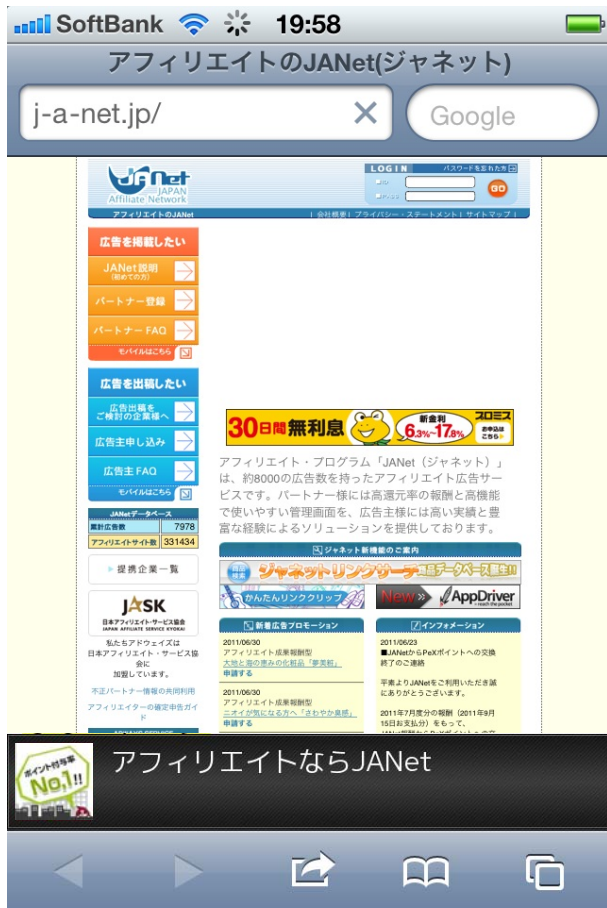 SoftBank 19:58
アフィリエイトのJANet(ジャネット)
j-a-net.jp/
Google
JANet
JAPAN
Affiliate Network
アフィリエイトのJANet
LOGIN
パスワードを忘れた方
GO
| 会社概要| プライバシー・ステートメント| サイトマップ |
広告を掲載したい
JANet説明
(初めての方)
パートナー登録
パートナーFAQ
モバイルはこちら
広告を出稿したい
広告出稿を
ご検討の企業様へ
広告主申し込み
広告主FAQ
モバイルはこちら
JANetデータベース
累計広告数 7978
アフィリエイトサイト数 331434
提携企業一覧
JASK
日本アフィリエイト・サービス協会
JAPAN AFFILIATE SERVICE KYOKAI
私たちアドウェイズは
日本アフィリエイト・サービス協
会に
加盟しています。
不正パートナー情報の共同利用
アフィリエイターの確定申告ガイ
ド
30日間無利息
新金利
6.3%~17.8%
プロミス
お申込は
こちら
アフィリエイト・プログラム「JANet（ジャネット）」
は、約8000の広告数を持ったアフィリエイト広告サー
ビスです。パートナー様には高還元率の報酬と高機能
で使いやすい管理画面を、広告主様には高い実績と豊
富な経験によるソリューションを提供しております。
ジャネット新機能のご案内
ジャネットリンクサーチ
かんたんリンククリップ
New
AppDriver
reach the pocket
新着広告プロモーション
2011/06/30
アフィリエイト成果報酬型
大地と海の恵みの化粧品「夢美粧」
申請する
2011/06/30
アフィリエイト成果報酬型
ニオイが気になる方へ「さわやか臭感」
申請する
インフォメーション
2011/06/23
■JANetからPeXポイントへの交換
終了のご連絡
平素よりJANetをご利用いただき誠
にありがとうございます。
2011年7月度分の報酬（2011年9月
15日お支払分）をもって、
ポイント付与率
No,1!!
アフィリエイトならJANet